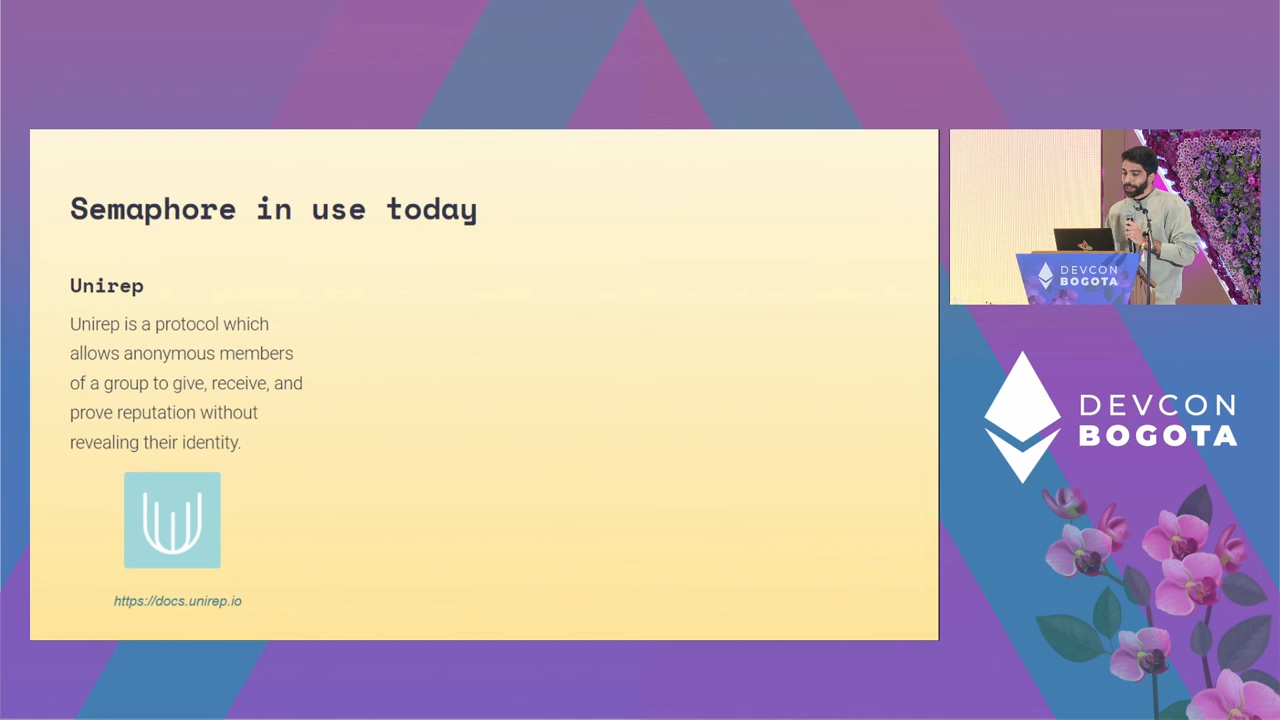 Semaphore in use today
Unirep
Unirep is a protocol which
allows anonymous members
of a group to give, receive, and
prove reputation without
revealing their identity.
https://docs.unirep.io
DEVCON
BOGOTA
DEVCON
BOGOTA